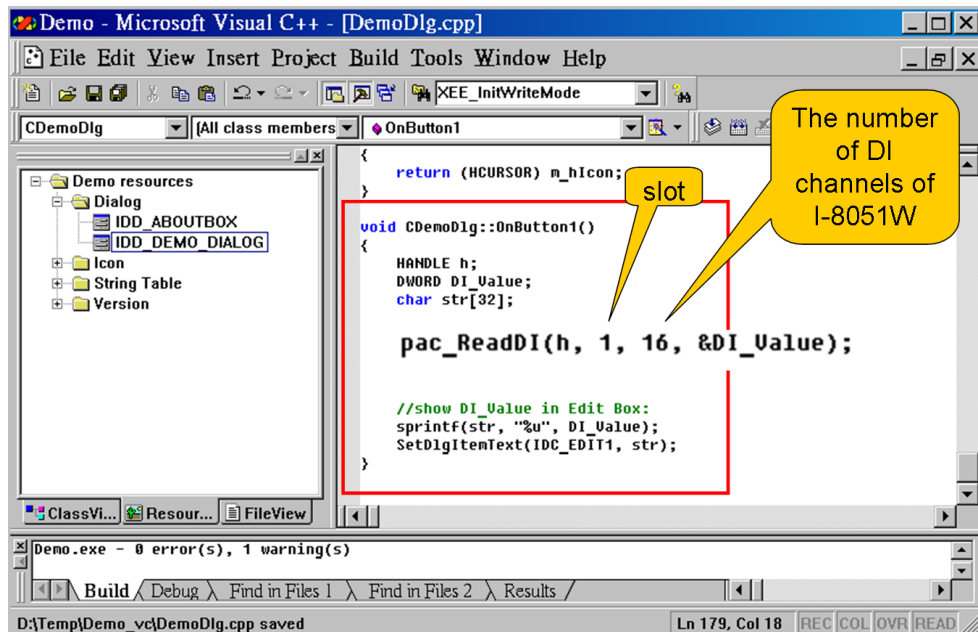 Demo - Microsoft Visual C++ - [DemoDlg.cpp]
File Edit View Insert Project Build Tools Window Help
XEE_InitWriteMode
CDemoDlg [All class members OnButton1
The number
of DI
channels of
I-8051W
slot
Demo resources
Dialog
IDD_ABOUTBOX
IDD_DEMO_DIALOG
Icon
String Table
Version
{
return (HCURSOR) m_hIcon;
}
void CDemoDlg::OnButton1()
{
HANDLE h;
DWORD DI_Value;
char str[32];
pac_ReadDI(h, 1, 16, &DI_Value);
//show DI_Value in Edit Box:
sprintf(str, "%u", DI_Value);
SetDlgItemText(IDC_EDIT1, str);
}
ClassVi... Resour... FileView
Demo.exe - 0 error(s), 1 warning(s)
Build Debug Find in Files 1 Find in Files 2 Results
D:\Temp\Demo_vc\DemoDlg.cpp saved Ln 179, Col 18 REC COL OVR READ